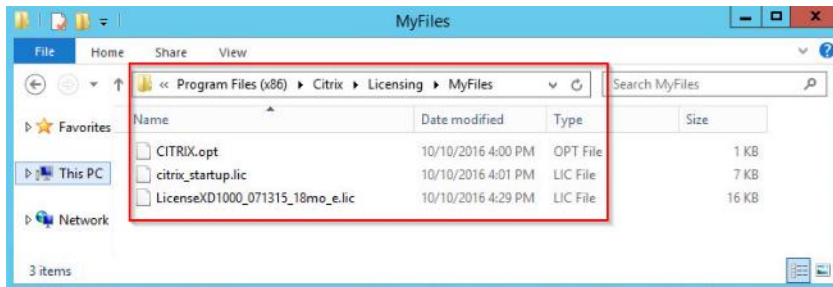 MyFiles
File Home Share View
« Program Files (x86) Citrix Licensing MyFiles
Search MyFiles
Name Date modified Type Size
Favorites
This PC
Network
CITRIX.opt 10/10/2016 4:00 PM OPT File 1 KB
citrix_startup.lic 10/10/2016 4:01 PM LIC File 7 KB
LicenseXD1000_071315_18mo_e.lic 10/10/2016 4:29 PM LIC File 16 KB
3 items